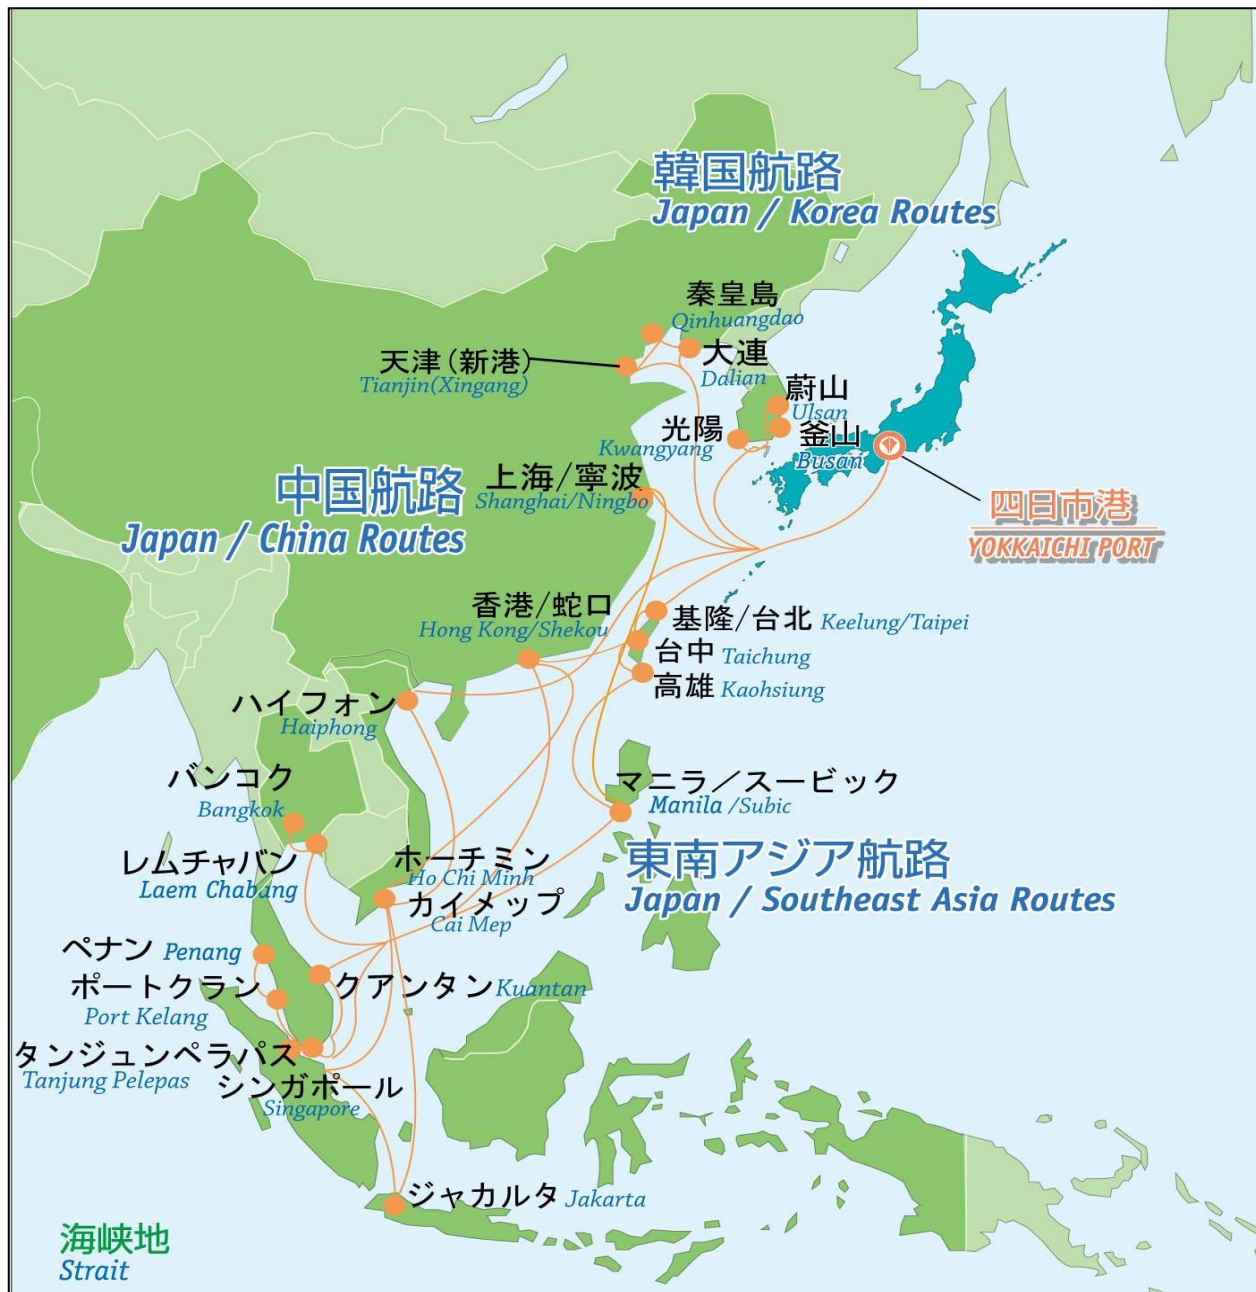 韓国航路
Japan / Korea Routes
秦皇島
Qinhuangdao
天津(新港)
Tianjin(Xingang)
大連
Dalian
蔚山
Ulsan
光陽
Kwangyang
釜山
Busan
上海/寧波
Shanghai/Ningbo
中国航路
Japan / China Routes
四日市港
YOKKAICHI PORT
香港/蛇口
Hong Kong/Shekou
基隆/台北 Keelung/Taipei
台中 Taichung
高雄 Kaohsiung
ハイフォン
Haiphong
バンコク
Bangkok
マニラ／スービック
Manila /Subic
レムチャバン
Laem Chabang
ホーチミン
Ho Chi Minh
カイメップ
Cai Mep
東南アジア航路
Japan / Southeast Asia Routes
ペナン Penang
ポートクラン
Port Kelang
クアンタン Kuantan
タンジュンペラパス
Tanjung Pelepas
シンガポール
Singapore
ジャカルタ Jakarta
海峡地
Strait